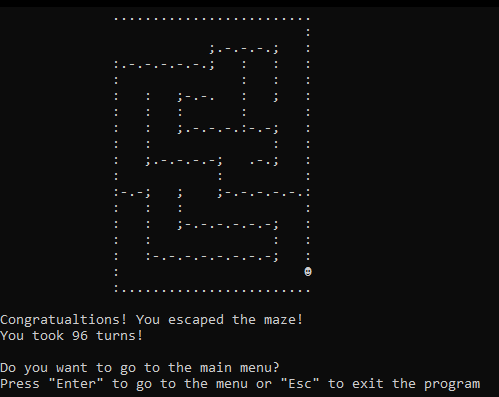 Congratualtions! You escaped the maze!
You took 96 turns!
Do you want to go to the main menu?
Press "Enter" to go to the menu or "Esc" to exit the program